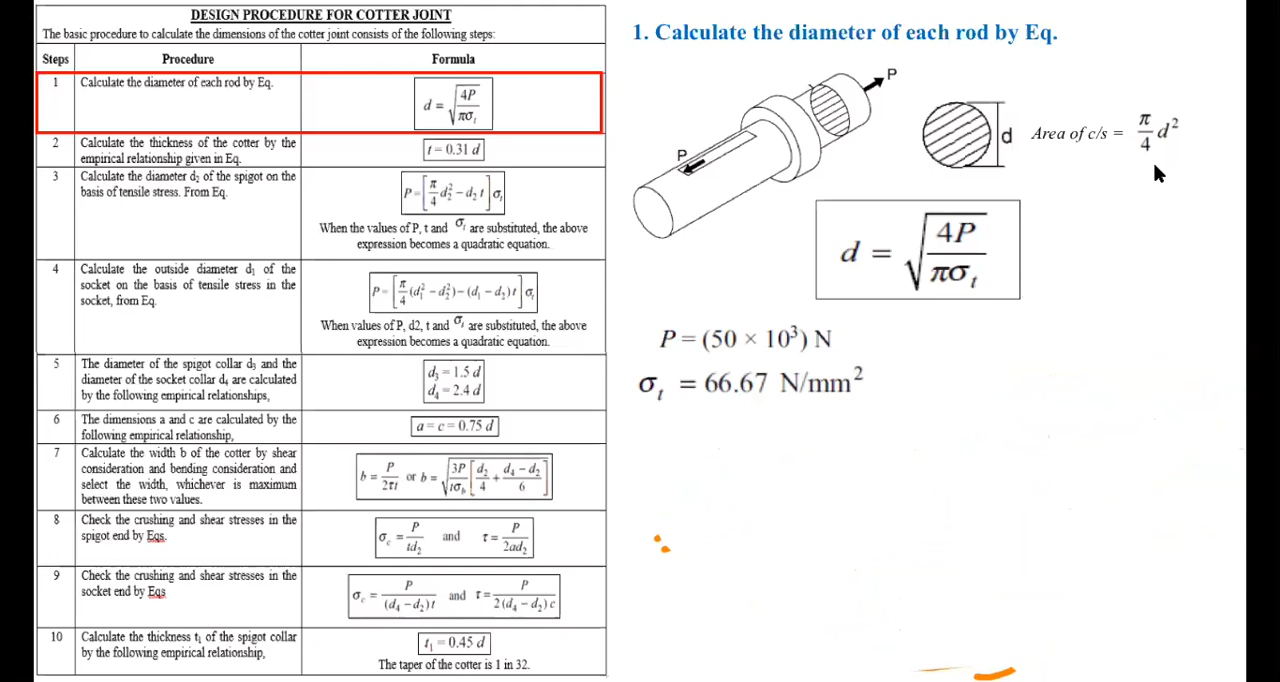 DESIGN PROCEDURE FOR COTTER JOINT
The basic procedure to calculate the dimensions of the cotter joint consists of the following steps:
Steps Procedure Formula
1 Calculate the diameter of each rod by Eq.
d = √(4P/πσt)
2 Calculate the thickness of the cotter by the
empirical relationship given in Eq.
t = 0.31 d
3 Calculate the diameter d2 of the spigot on the
basis of tensile stress. From Eq.
P = [π/4 d2² – d2 t] σt
When the values of P, t and σt are substituted, the above
expression becomes a quadratic equation.
4 Calculate the outside diameter d1 of the
socket on the basis of tensile stress in the
socket, from Eq.
P = [π/4 (d1² – d2²) – (d1 – d2) t] σt
When values of P, d2, t and σt are substituted, the above
expression becomes a quadratic equation.
5 The diameter of the spigot collar d3 and the
diameter of the socket collar d4 are calculated
by the following empirical relationships,
d3 = 1.5 d
d4 = 2.4 d
6 The dimensions a and c are calculated by the
following empirical relationship,
a = c = 0.75 d
7 Calculate the width b of the cotter by shear
consideration and bending consideration and
select the width, whichever is maximum
between these two values.
b = P/2τt or b = √(3P/tσb [d2/4 + (d4 – d2)/6])
8 Check the crushing and shear stresses in the
spigot end by Eqs.
σc = P/td2 and τ = P/2ad2
9 Check the crushing and shear stresses in the
socket end by Eqs
σc = P/(d4 – d2)t and τ = P/2(d4 – d2)c
10 Calculate the thickness t1 of the spigot collar
by the following empirical relationship,
t1 = 0.45 d
The taper of the cotter is 1 in 32.
1. Calculate the diameter of each rod by Eq.
P
P
d
Area of c/s = π/4 d²
d = √(4P/πσt)
P = (50 × 10³) N
σt = 66.67 N/mm²